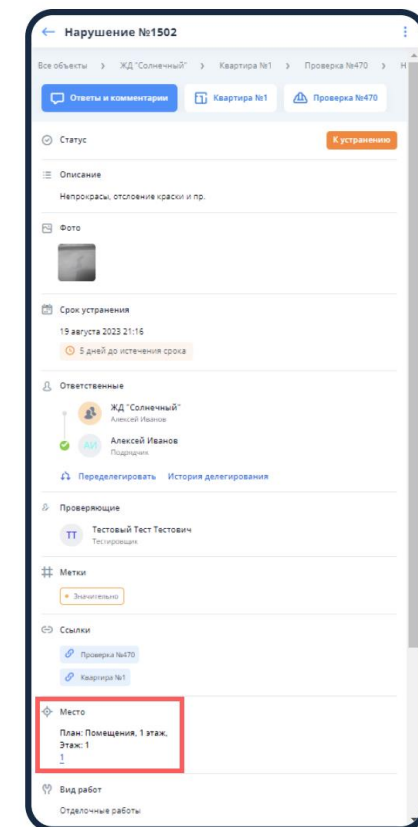 Нарушение №1502
Все объекты > ЖД "Солнечный" > Квартира №1 > Проверка №470 > Н
Ответы и комментарии Квартира №1 Проверка №470
Статус К устранению
Описание
Непрокрасы, отслоение краски и пр.
Фото
Срок устранения
19 августа 2023 21:16
5 дней до истечения срока
Ответственные
ЖД "Солнечный"
Алексей Иванов
АИ Алексей Иванов
Подрядчик
Переделегировать История делегирования
Проверяющие
ТТ Тестовый Тест Тестович
Тестировщик
Метки
Значительно
Ссылки
Проверка №470
Квартира №1
Место
План: Помещения, 1 этаж,
Этаж: 1
1
Вид работ
Отделочные работы